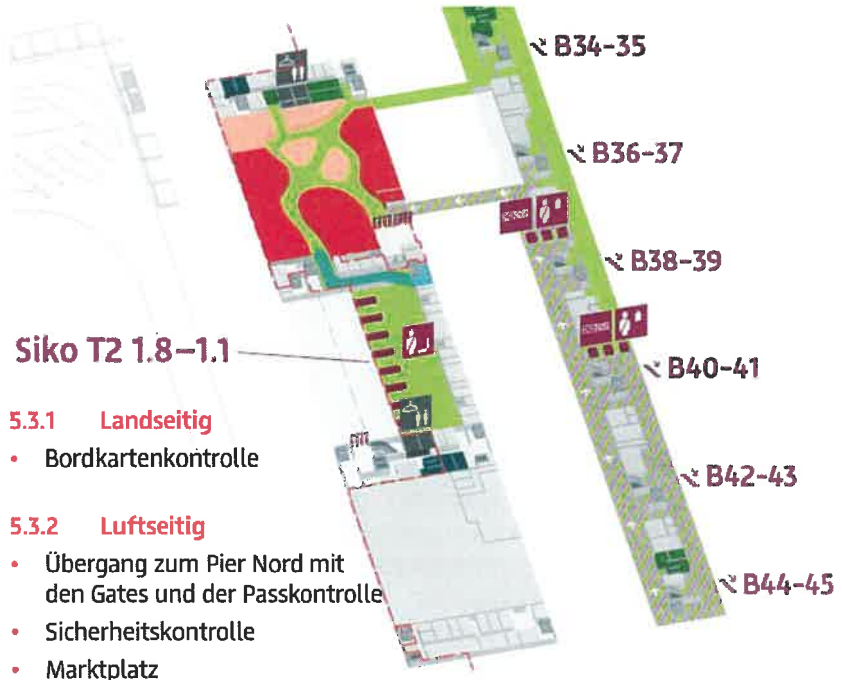 B34-35
B36-37
B38-39
Siko T2 1.8–1.1
B40-41
5.3.1 Landseitig
• Bordkartenkontrolle
B42-43
5.3.2 Luftseitig
• Übergang zum Pier Nord mit
den Gates und der Passkontrolle
B44-45
• Sicherheitskontrolle
• Marktplatz